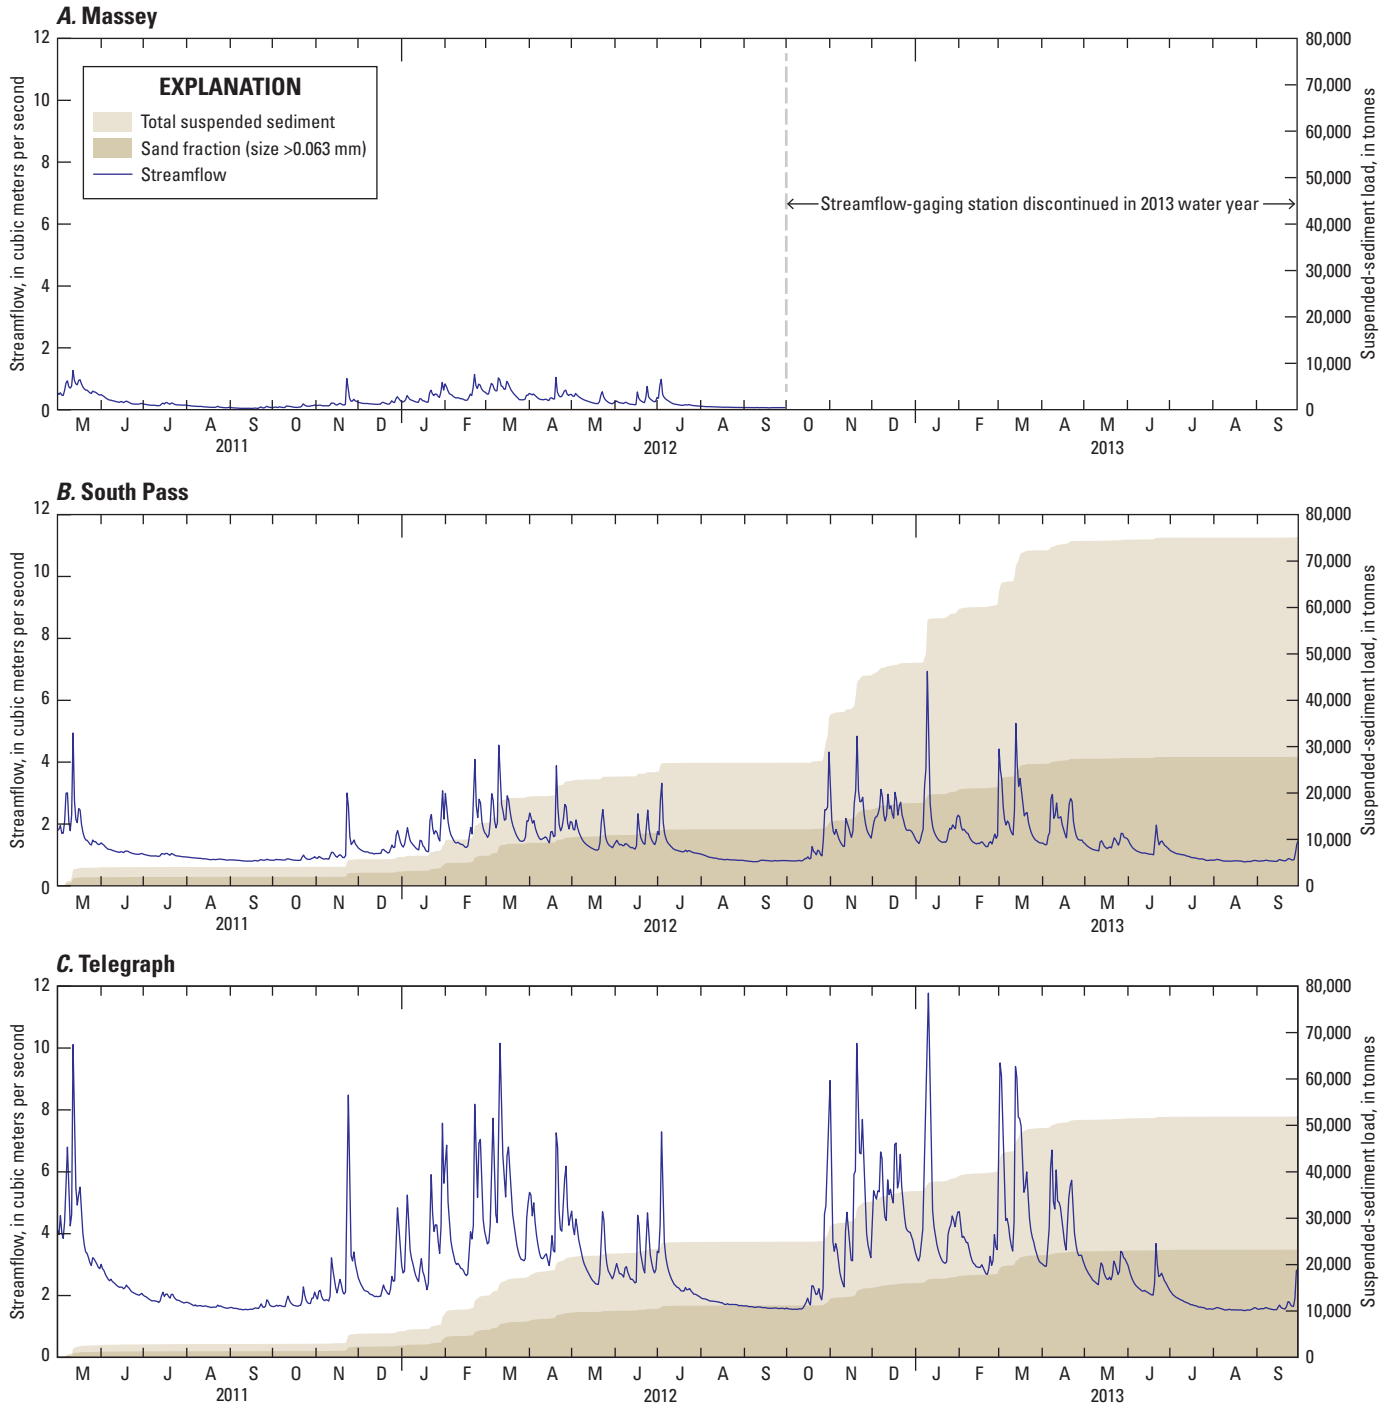 A. Massey
12
10
8
6
4
2
0
Streamflow, in cubic meters per second
EXPLANATION
Total suspended sediment
Sand fraction (size >0.063 mm)
Streamflow
Streamflow-gaging station discontinued in 2013 water year
80,000
70,000
60,000
50,000
40,000
30,000
20,000
10,000
0
Suspended-sediment load, in tonnes
M J J A S O N D J F M A M J J A S O N D J F M A M J J A S
2011 2012 2013
B. South Pass
12
10
8
6
4
2
0
Streamflow, in cubic meters per second
80,000
70,000
60,000
50,000
40,000
30,000
20,000
10,000
0
Suspended-sediment load, in tonnes
M J J A S O N D J F M A M J J A S O N D J F M A M J J A S
2011 2012 2013
C. Telegraph
12
10
8
6
4
2
0
Streamflow, in cubic meters per second
80,000
70,000
60,000
50,000
40,000
30,000
20,000
10,000
0
Suspended-sediment load, in tonnes
M J J A S O N D J F M A M J J A S O N D J F M A M J J A S
2011 2012 2013